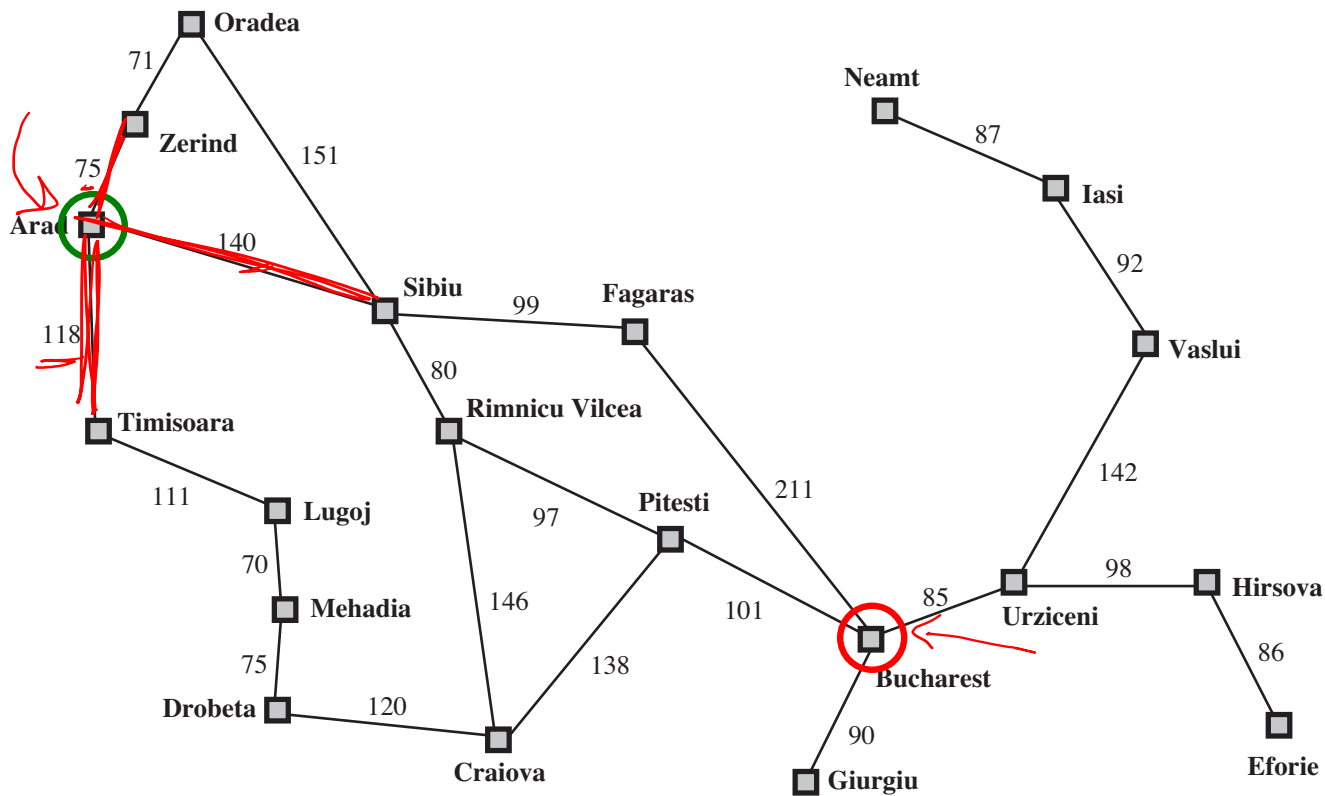 Oradea
71
Neamt
87
Zerind
151
75
Iasi
Arad
140
92
Sibiu
Fagaras
99
118
Vaslui
80
Timisoara
Rimnicu Vilcea
142
111
211
Pitesti
Lugoj
97
70
98
Hirsova
146
101
85
Mehadia
Urziceni
86
75
138
Bucharest
Drobeta
120
90
Craiova
Giurgiu
Eforie